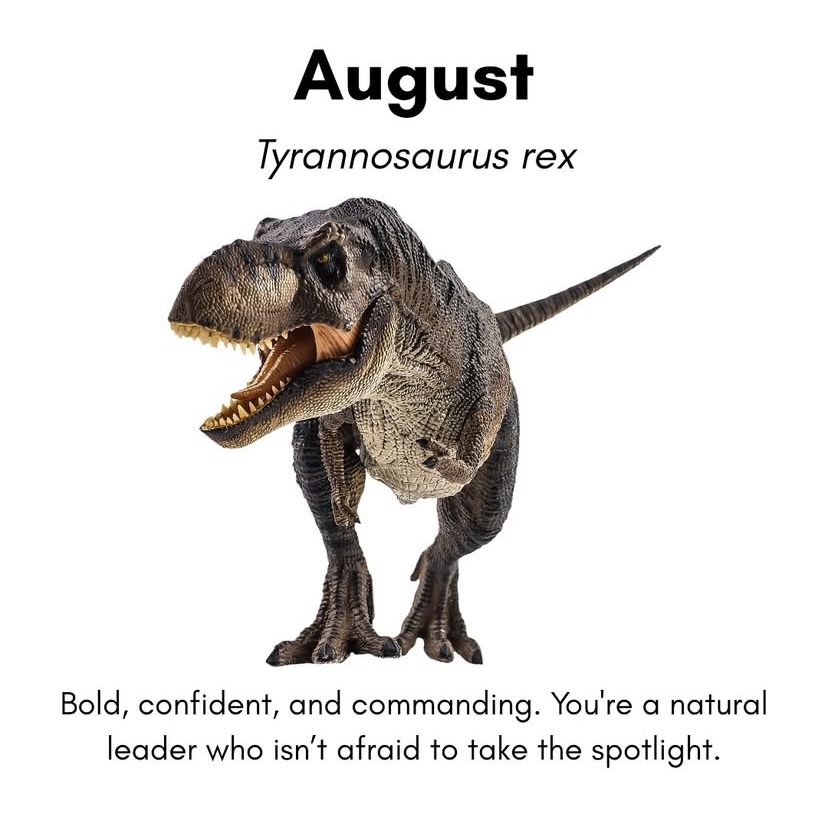 August
Tyrannosaurus rex
Bold, confident, and commanding. You're a natural
leader who isn’t afraid to take the spotlight.